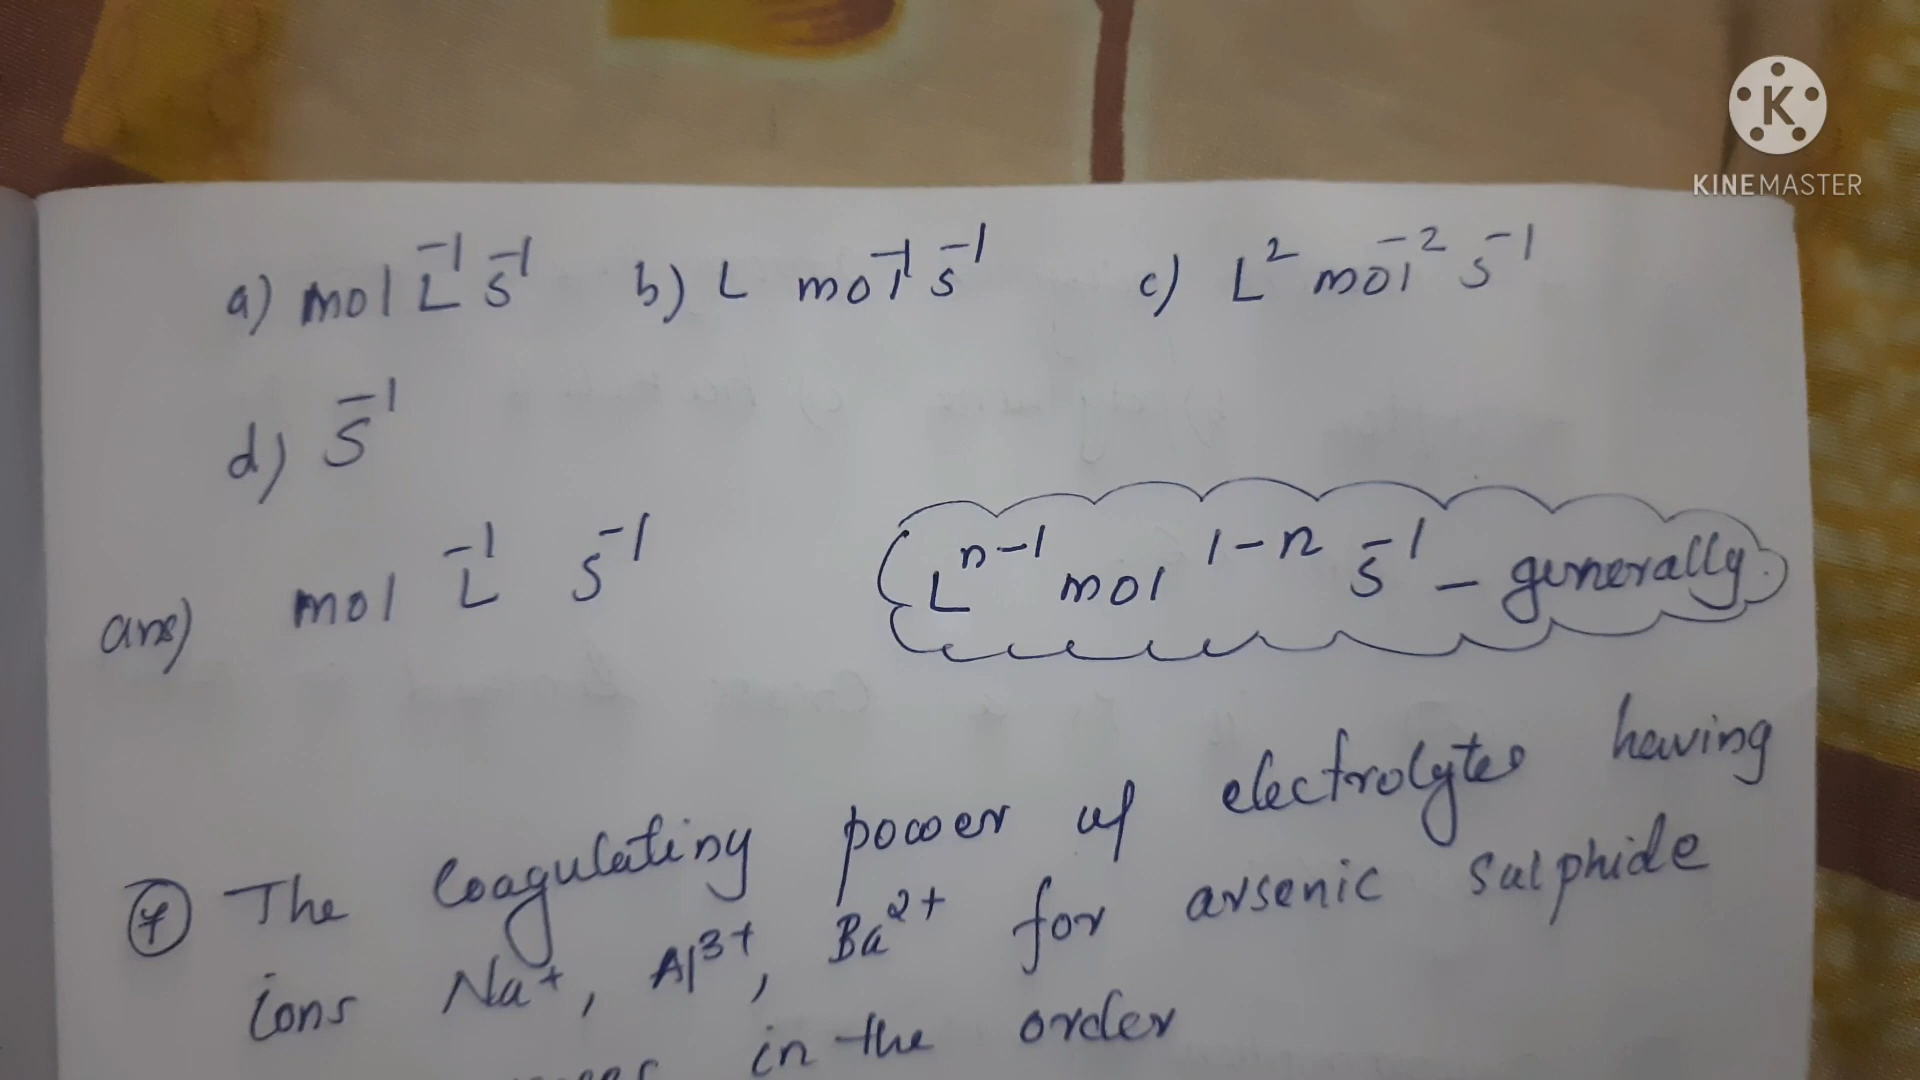 K
KINEMASTER
a) mol L⁻¹ S⁻¹ b) L mol⁻¹ s⁻¹ c) L² mol⁻² s⁻¹
d) S⁻¹
ans) mol L⁻¹ S⁻¹
Lⁿ⁻¹ mol¹⁻ⁿ S⁻¹ – generally.
⑦ The Coagulating power of electrolytes having
ions Na⁺, Al³⁺, Ba²⁺ for arsenic sulphide
in the order